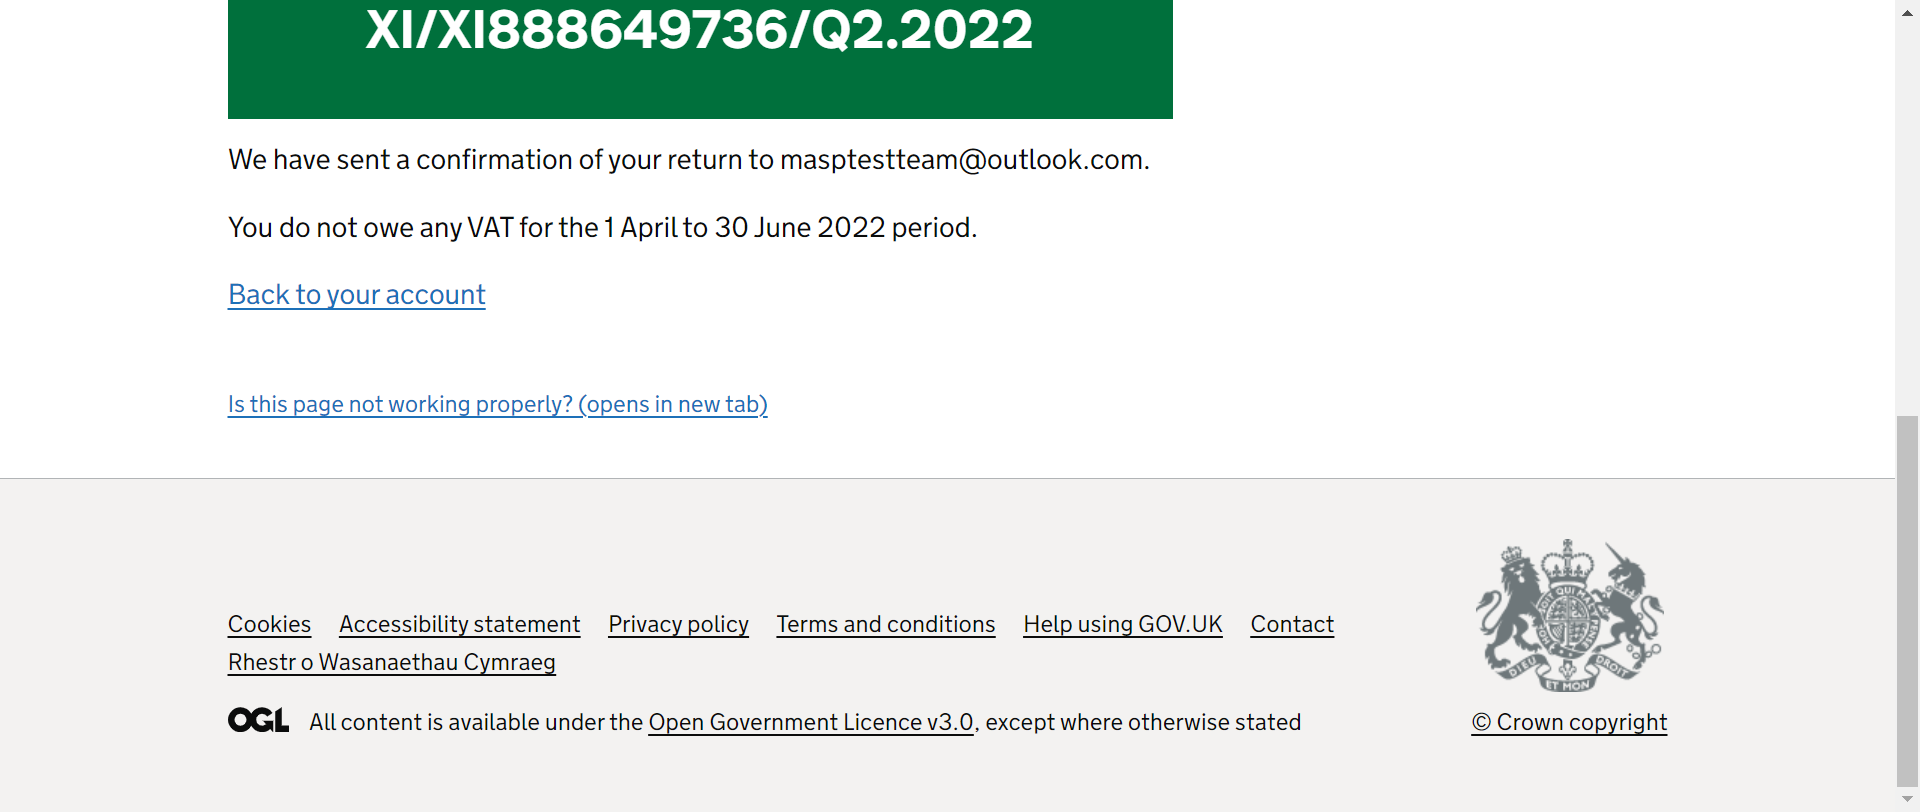 XI/XI888649736/Q2.2022
We have sent a confirmation of your return to masptestteam@outlook.com.
You do not owe any VAT for the 1 April to 30 June 2022 period.
Back to your account
Is this page not working properly? (opens in new tab)
Cookies Accessibility statement Privacy policy Terms and conditions Help using GOV.UK Contact
Rhestr o Wasanaethau Cymraeg
OGL All content is available under the Open Government Licence v3.0, except where otherwise stated
DIEU ET MON DROIT
© Crown copyright